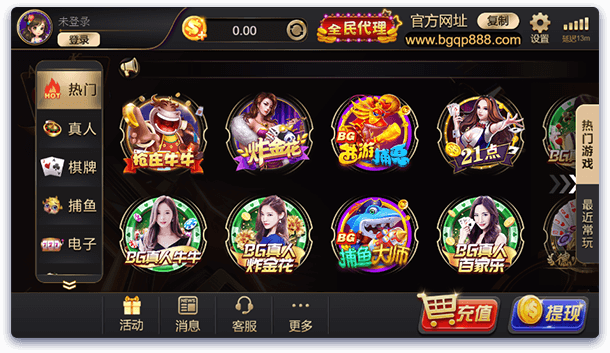 未登录
登录
0.00
全民代理
官方网址
复制
www.bgqp888.com
设置
延迟13m
HOT
热门
真人
棋牌
捕鱼
电子
抢庄牛牛
炸金花
BG
西游捕鱼
21点
BG真人牛牛
BG真人
炸金花
BG
捕鱼大师
BG真人
百家乐
热门游戏
最近常玩
活动
NEWS
消息
客服
更多
充值
提现